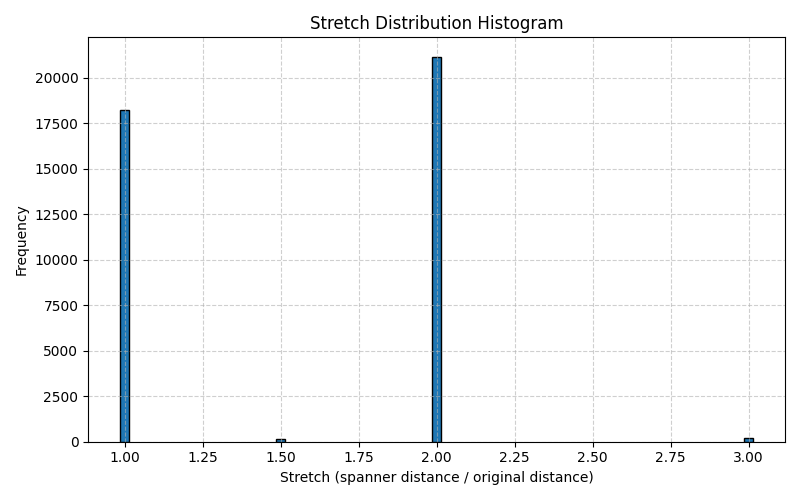 Stretch Distribution Histogram
Frequency
20000
17500
15000
12500
10000
7500
5000
2500
0
1.00 1.25 1.50 1.75 2.00 2.25 2.50 2.75 3.00
Stretch (spanner distance / original distance)